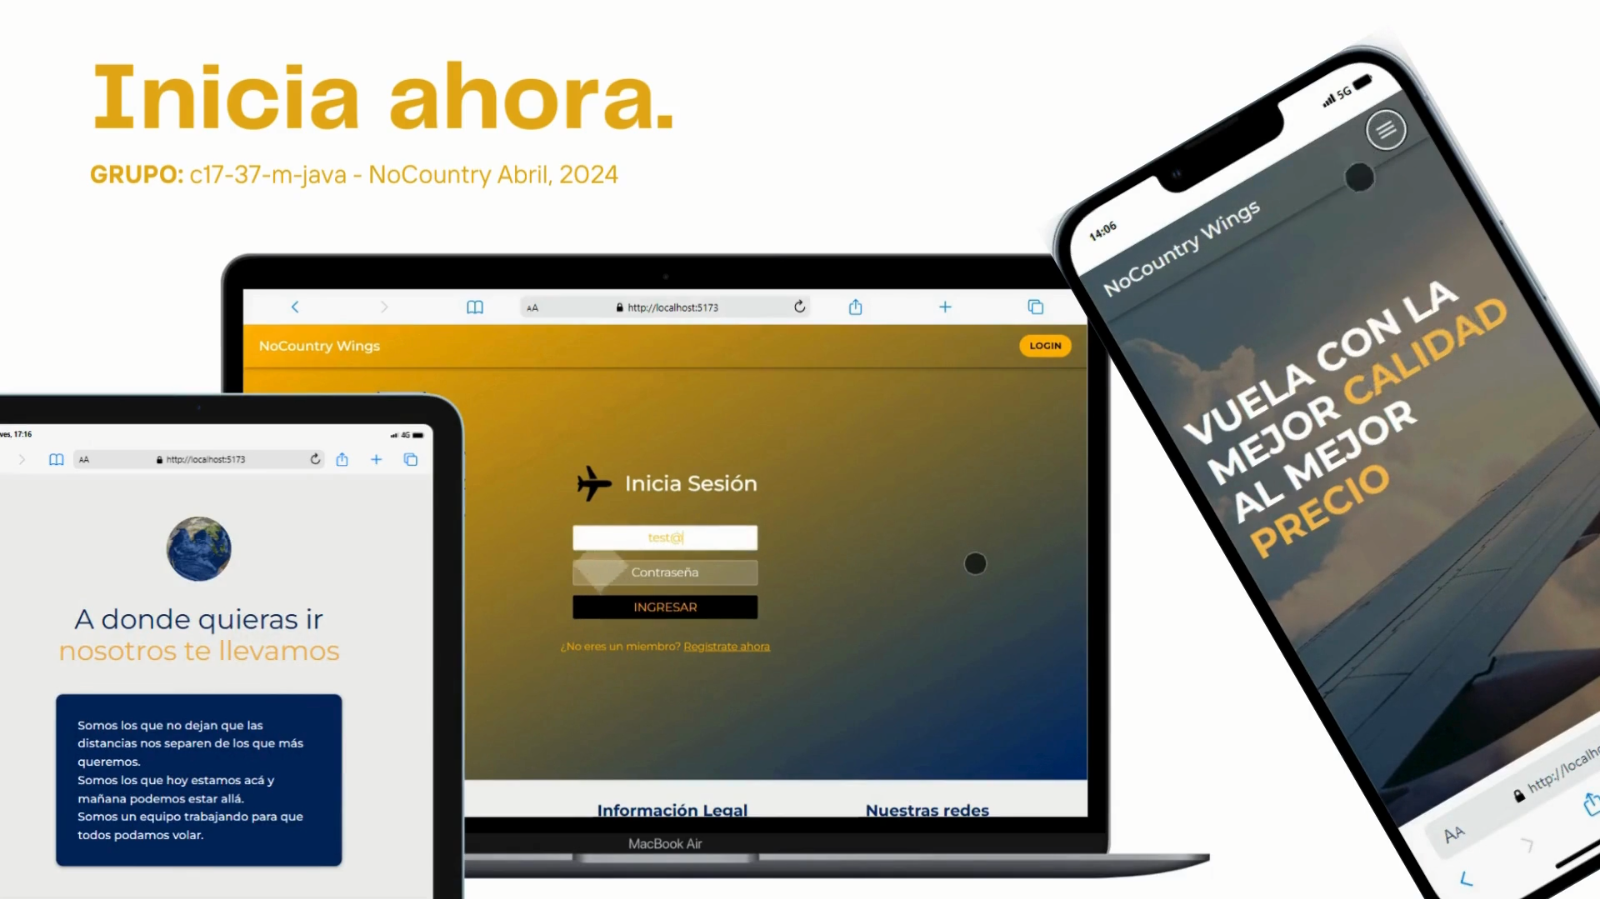 Inicia ahora.
GRUPO: c17-37-m-java - NoCountry Abril, 2024
AA
http://localhost:5173
NoCountry Wings
LOGIN
Inicia Sesión
test@
Contraseña
INGRESAR
¿No eres un miembro? Registrate ahora
Información Legal
Nuestras redes
MacBook Air
17:16
4G
AA
http://localhost:5173
A donde quieras ir
nosotros te llevamos
Somos los que no dejan que las
distancias nos separen de los que más
queremos.
Somos los que hoy estamos acá y
mañana podemos estar allá.
Somos un equipo trabajando para que
todos podamos volar.
14:06
5G
NoCountry Wings
VUELA CON LA
MEJOR CALIDAD
AL MEJOR
PRECIO
AA
http://localh